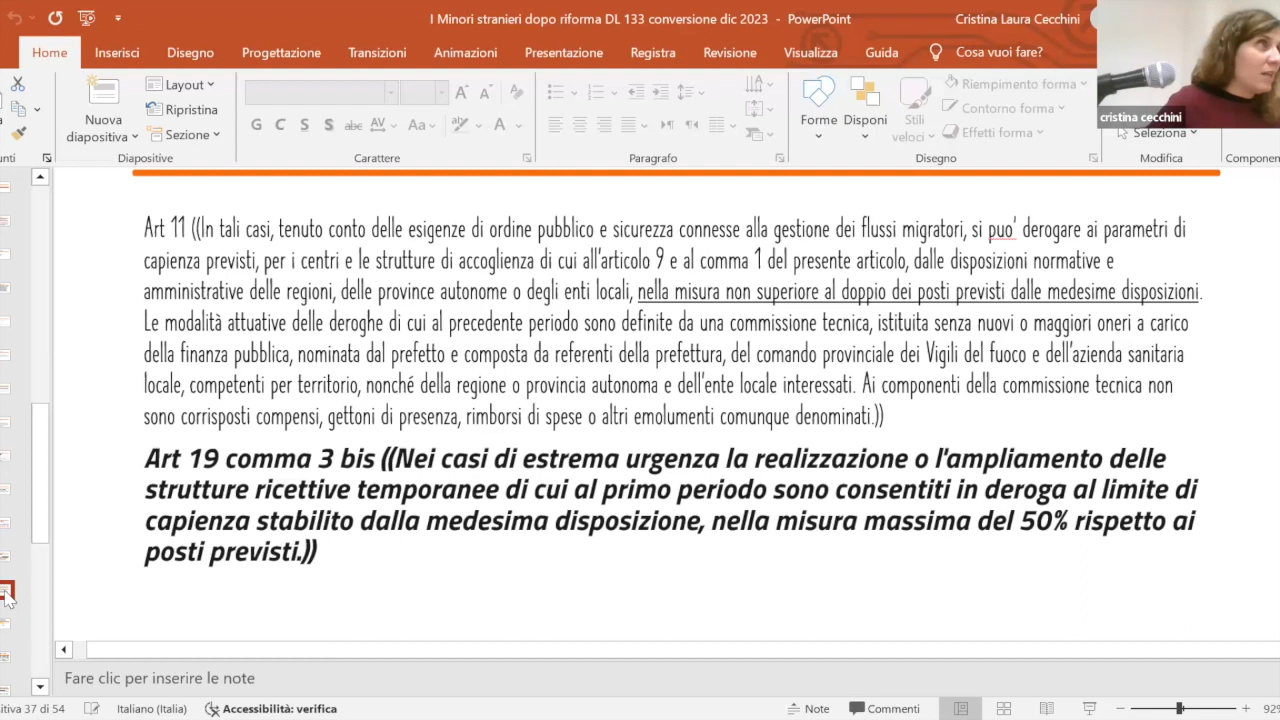 I Minori stranieri dopo riforma DL 133 conversione dic 2023 - PowerPoint
Cristina Laura Cecchini
Home Inserisci Disegno Progettazione Transizioni Animazioni Presentazione Registra Revisione Visualizza Guida Cosa vuoi fare?
Nuova diapositiva
Layout
Ripristina
Sezione
Diapositive
G C S S abc AV Aa A
Carattere
Paragrafo
Forme
Disponi
Stili veloci
Riempimento forma
Contorno forma
Effetti forma
Disegno
cristina cecchini
Seleziona
Modifica
Componen
Art 11 ((In tali casi, tenuto conto delle esigenze di ordine pubblico e sicurezza connesse alla gestione dei flussi migratori, si puo' derogare ai parametri di
capienza previsti, per i centri e le strutture di accoglienza di cui all'articolo 9 e al comma 1 del presente articolo, dalle disposizioni normative e
amministrative delle regioni, delle province autonome o degli enti locali, nella misura non superiore al doppio dei posti previsti dalle medesime disposizioni.
Le modalità attuative delle deroghe di cui al precedente periodo sono definite da una commissione tecnica, istituita senza nuovi o maggiori oneri a carico
della finanza pubblica, nominata dal prefetto e composta da referenti della prefettura, del comando provinciale dei Vigili del fuoco e dell'azienda sanitaria
locale, competenti per territorio, nonché della regione o provincia autonoma e dell'ente locale interessati. Ai componenti della commissione tecnica non
sono corrisposti compensi, gettoni di presenza, rimborsi di spese o altri emolumenti comunque denominati.))
Art 19 comma 3 bis ((Nei casi di estrema urgenza la realizzazione o l'ampliamento delle
strutture ricettive temporanee di cui al primo periodo sono consentiti in deroga al limite di
capienza stabilito dalla medesima disposizione, nella misura massima del 50% rispetto ai
posti previsti.))
Fare clic per inserire le note
sitiva 37 di 54 Italiano (Italia) Accessibilità: verifica Note Commenti 92%